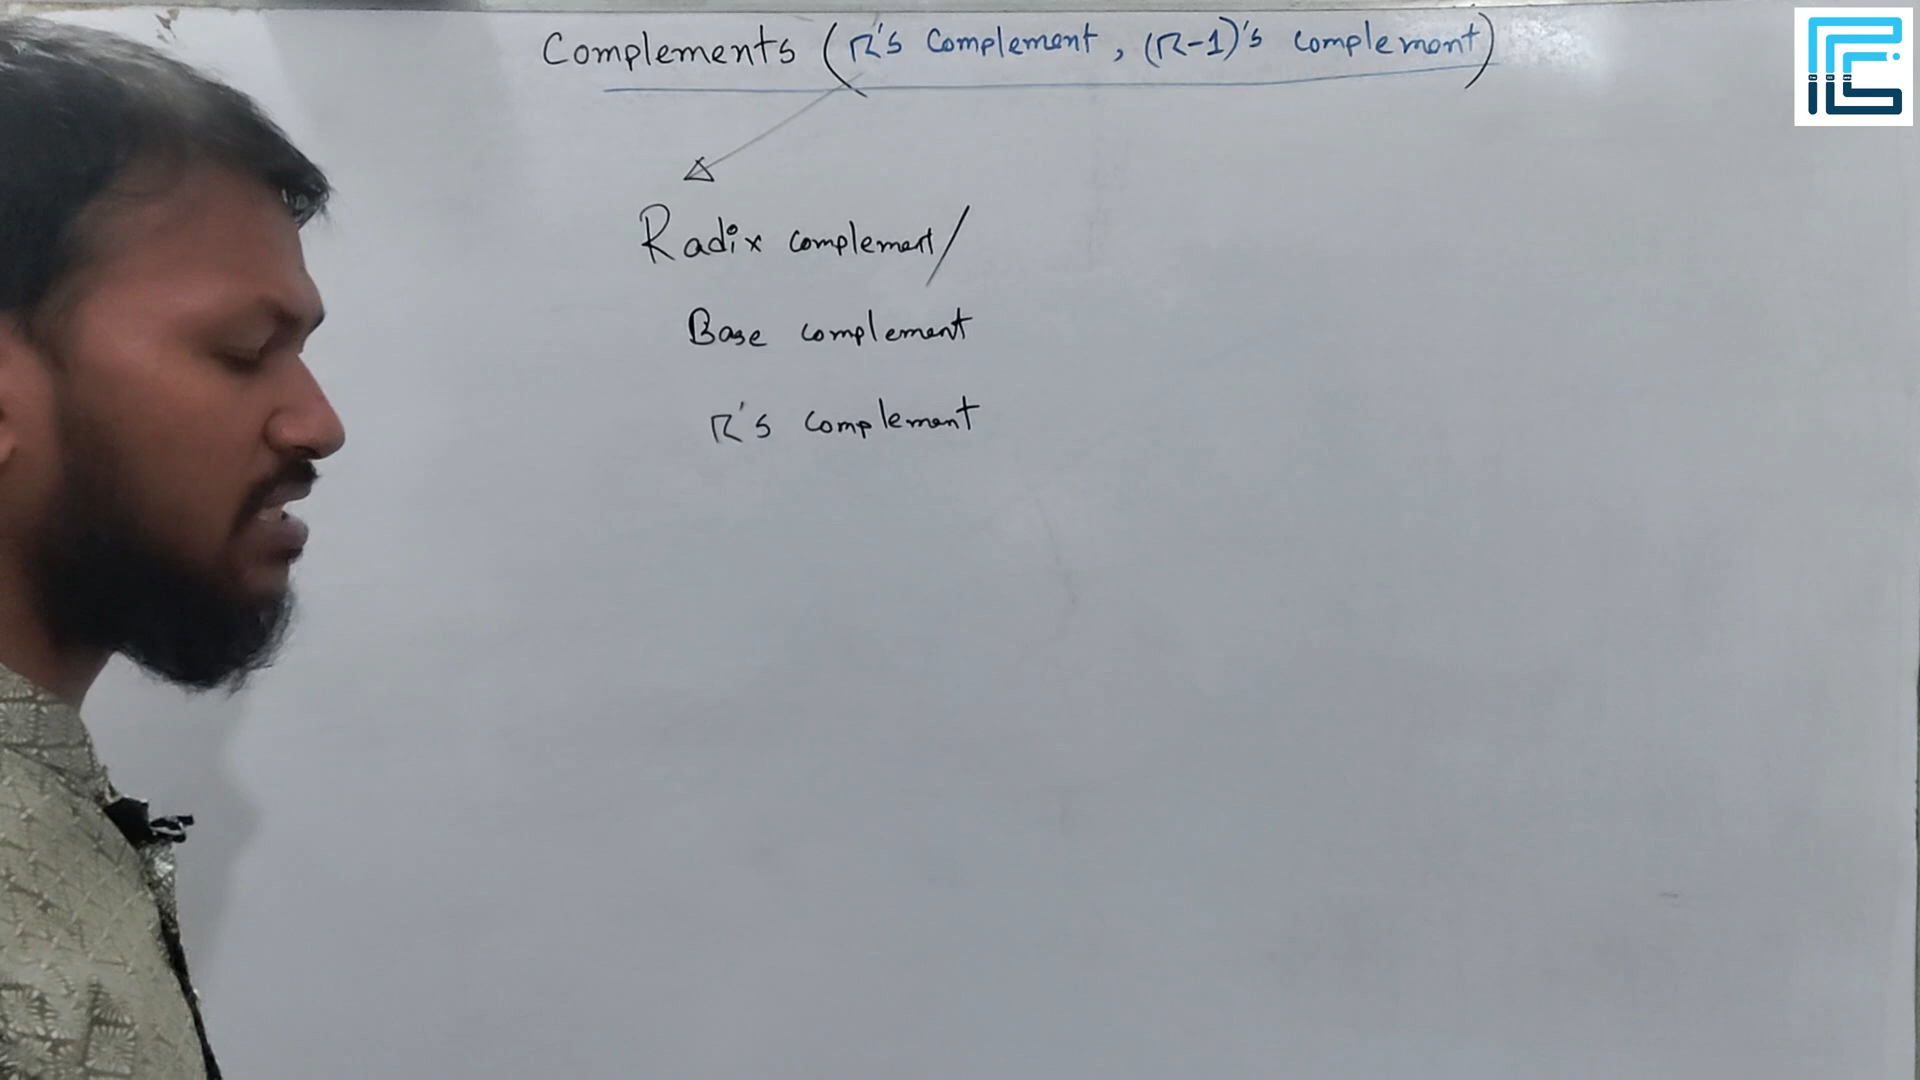 Complements (r's Complement, (r-1)'s complement)
Radix complement/
Base complement
r's complement